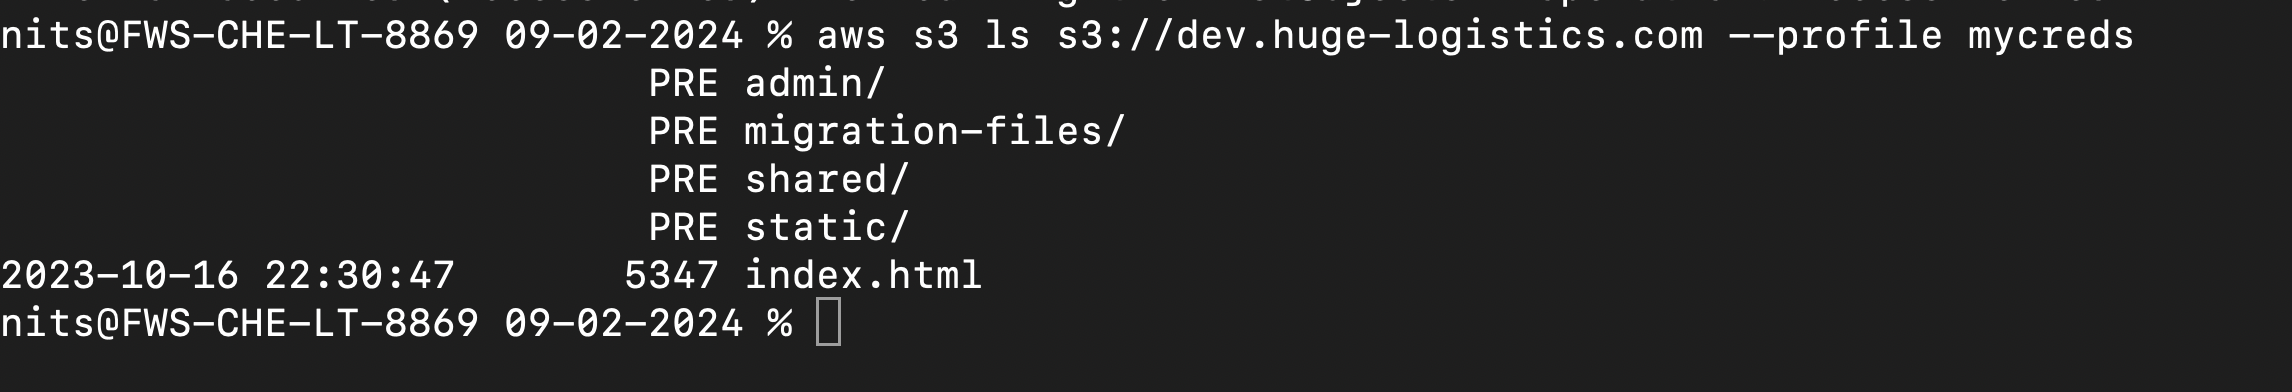 nits@FWS-CHE-LT-8869 09-02-2024 % aws s3 ls s3://dev.huge-logistics.com --profile mycreds
PRE admin/
PRE migration-files/
PRE shared/
PRE static/
2023-10-16 22:30:47 5347 index.html
nits@FWS-CHE-LT-8869 09-02-2024 %